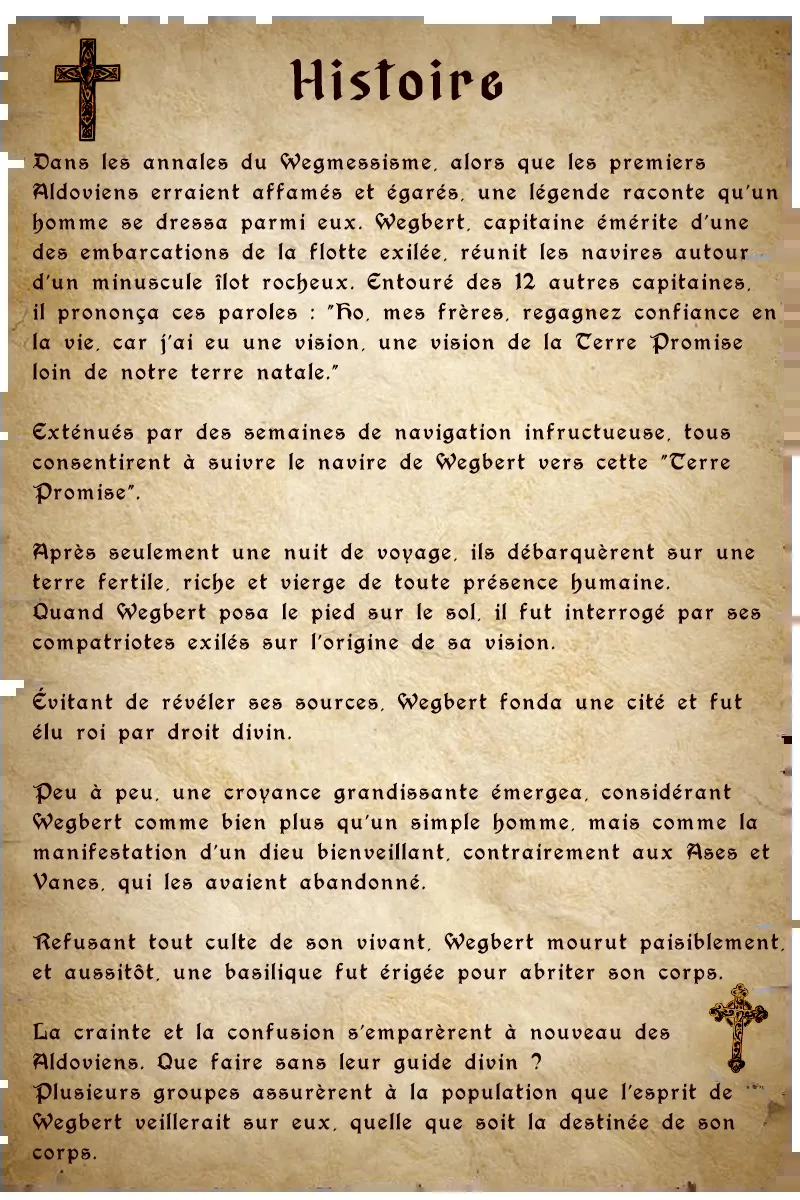 Histoire
Dans les annales du Wegmessisme, alors que les premiers
Aldoviens erraient affamés et égarés, une légende raconte qu'un
homme se dressa parmi eux. Wegbert, capitaine émérite d'une
des embarcations de la flotte exilée, réunit les navires autour
d'un minuscule îlot rocheux. Entouré des 12 autres capitaines,
il prononça ces paroles : "Ho, mes frères, regagnez confiance en
la vie, car j'ai eu une vision, une vision de la Terre Promise
loin de notre terre natale."
Exténués par des semaines de navigation infructueuse, tous
consentirent à suivre le navire de Wegbert vers cette "Terre
Promise".
Après seulement une nuit de voyage, ils débarquèrent sur une
terre fertile, riche et vierge de toute présence humaine.
Quand Wegbert posa le pied sur le sol, il fut interrogé par ses
compatriotes exilés sur l'origine de sa vision.
Évitant de révéler ses sources, Wegbert fonda une cité et fut
élu roi par droit divin.
Peu à peu, une croyance grandissante émergea, considérant
Wegbert comme bien plus qu'un simple homme, mais comme la
manifestation d'un dieu bienveillant, contrairement aux Ases et
Vanes, qui les avaient abandonné.
Refusant tout culte de son vivant, Wegbert mourut paisiblement,
et aussitôt, une basilique fut érigée pour abriter son corps.
La crainte et la confusion s'emparèrent à nouveau des
Aldoviens. Que faire sans leur guide divin ?
Plusieurs groupes assurèrent à la population que l'esprit de
Wegbert veillerait sur eux, quelle que soit la destinée de son
corps.